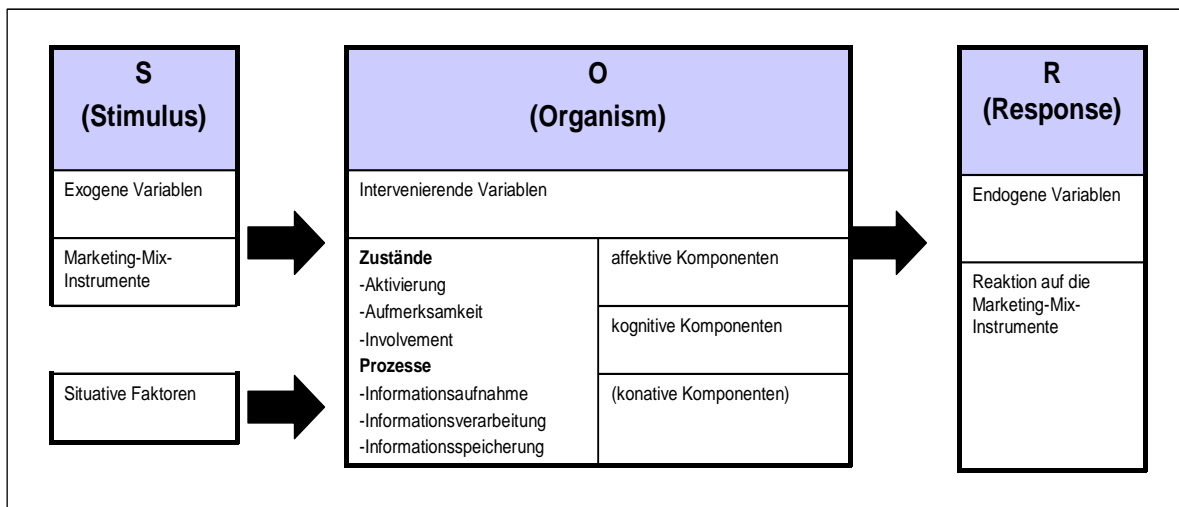 S
(Stimulus)
Exogene Variablen
Marketing-Mix-
Instrumente
Situative Faktoren
O
(Organism)
Intervenierende Variablen
Zustände
-Aktivierung
-Aufmerksamkeit
-Involvement
Prozesse
-Informationsaufnahme
-Informationsverarbeitung
-Informationsspeicherung
affektive Komponenten
kognitive Komponenten
(konative Komponenten)
R
(Response)
Endogene Variablen
Reaktion auf die
Marketing-Mix-
Instrumente